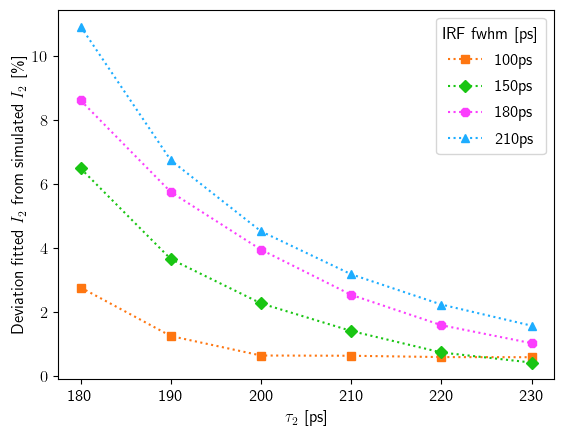 Deviation fitted I₂ from simulated I₂ [%]
10
8
6
4
2
0
180 190 200 210 220 230
τ₂ [ps]
IRF fwhm [ps]
100ps
150ps
180ps
210ps